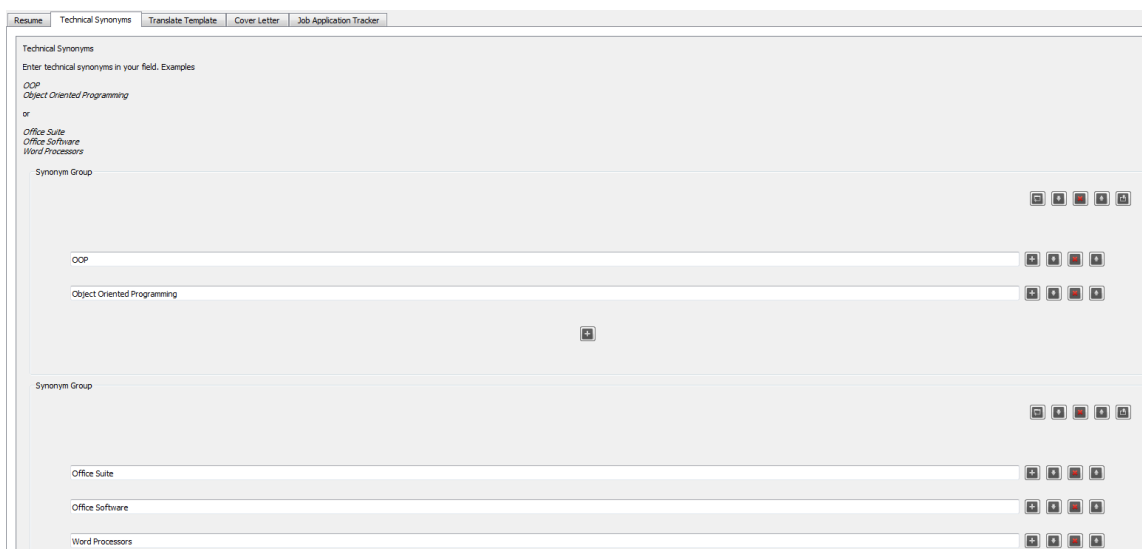 Resume
Technical Synonyms
Translate Template
Cover Letter
Job Application Tracker
Technical Synonyms
Enter technical synonyms in your field. Examples
OOP
Object Oriented Programming
or
Office Suite
Office Software
Word Processors
Synonym Group
OOP
Object Oriented Programming
Synonym Group
Office Suite
Office Software
Word Processors